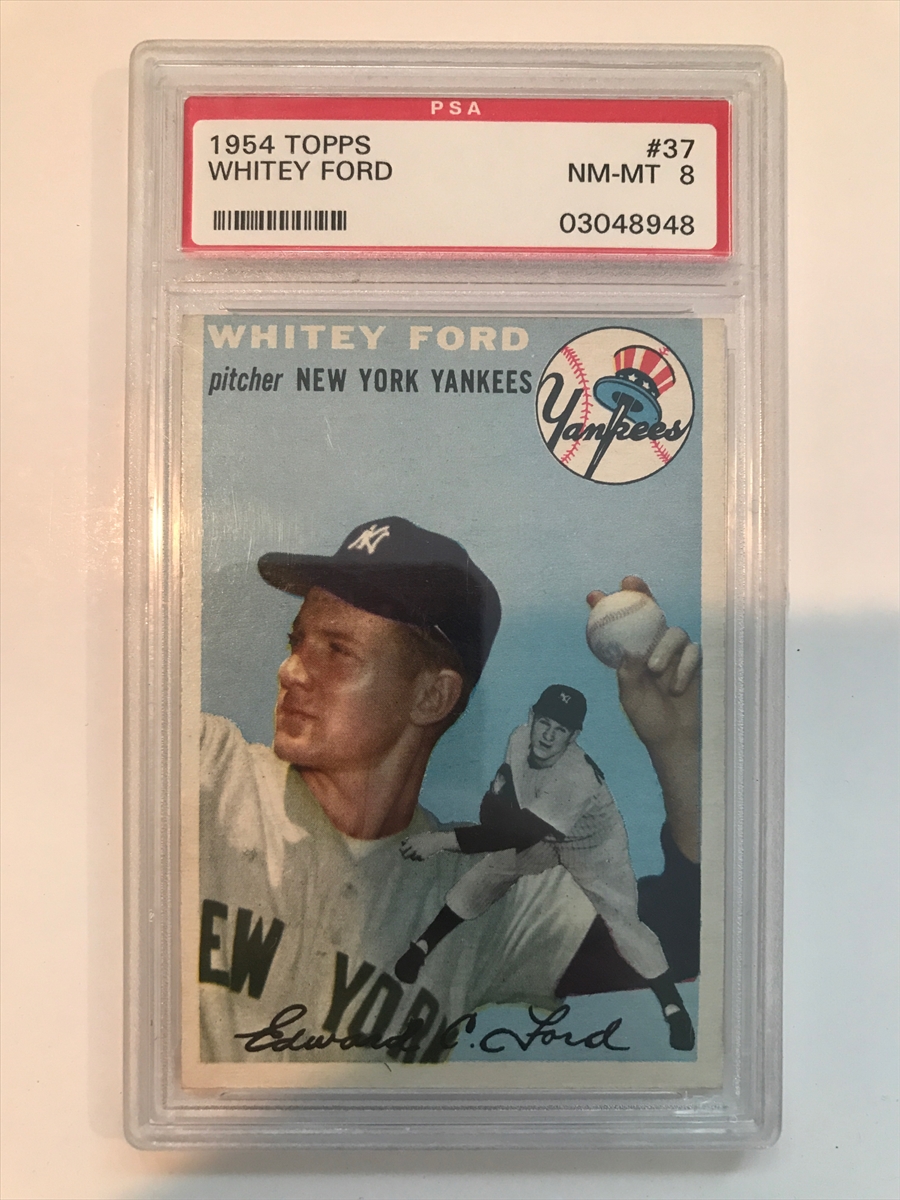 PSA
1954 TOPPS #37
WHITEY FORD NM-MT 8
03048948
WHITEY FORD
pitcher NEW YORK YANKEES
Yankees
NY
NY
EW YORK
Edward C. Ford